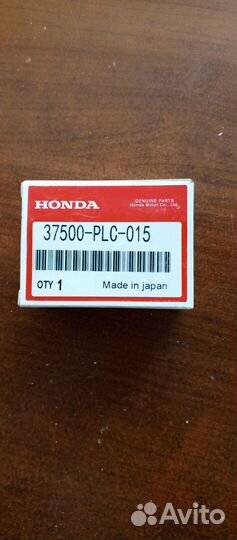 HONDA
GENUINE PARTS
Honda Motor Co., Ltd.
37500-PLC-015
QTY 1
Made in japan
Avito